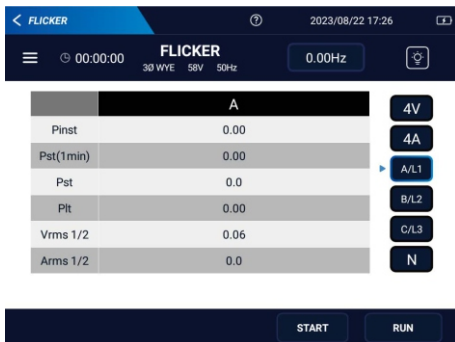 FLICKER
2023/08/22 17:26
00:00:00
FLICKER
3Ø WYE 58V 50Hz
0.00Hz
A
Pinst 0.00
Pst(1min) 0.00
Pst 0.0
Plt 0.00
Vrms 1/2 0.06
Arms 1/2 0.0
4V
4A
A/L1
B/L2
C/L3
N
START
RUN